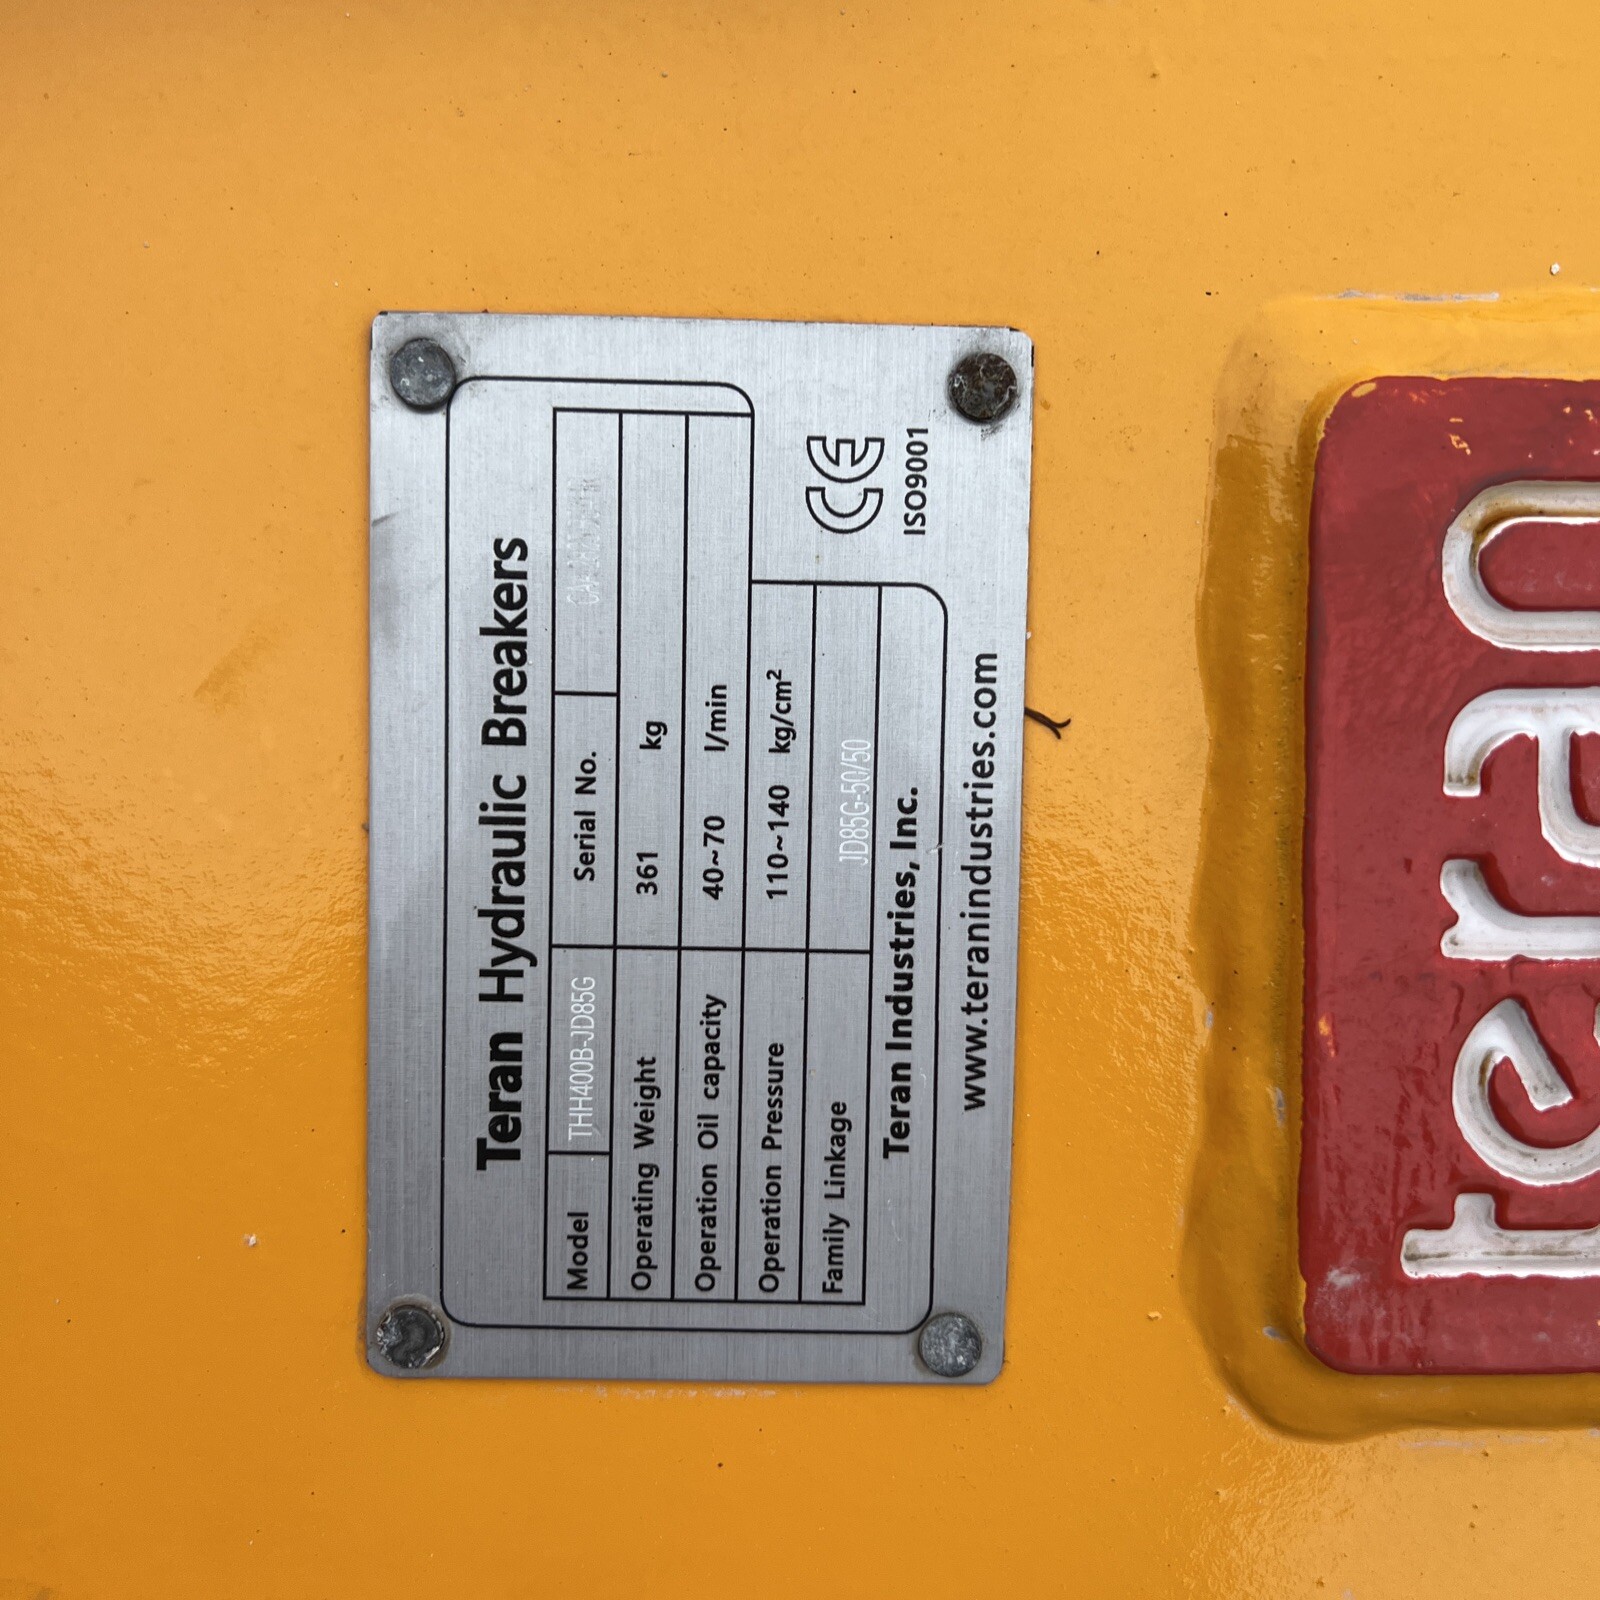 Teran Hydraulic Breakers
Model THH400B-JD85G Serial No.
Operating Weight 361 kg
Operation Oil capacity 40~70 l/min
Operation Pressure 110~140 kg/cm²
Family Linkage JD85G-50/50
Teran Industries, Inc.
CE
ISO9001
www.teranindustries.com
teran